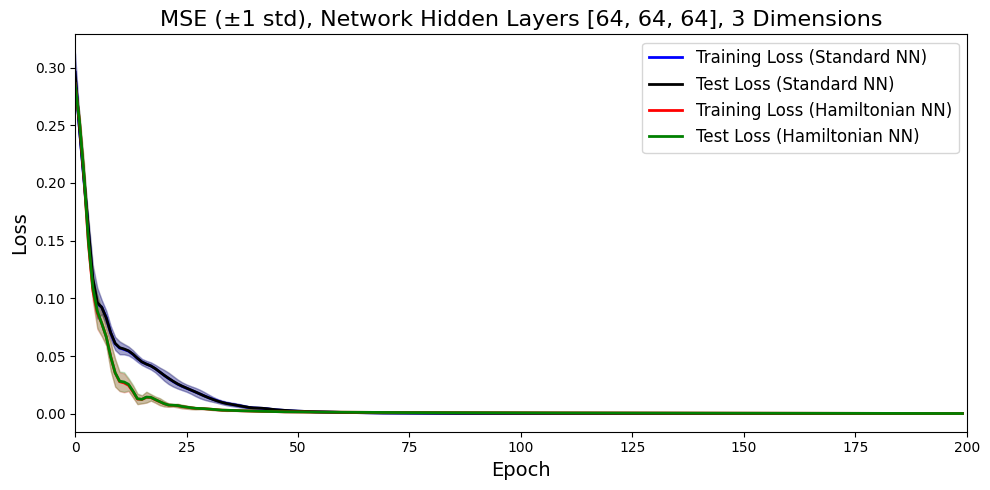 MSE (±1 std), Network Hidden Layers [64, 64, 64], 3 Dimensions
Training Loss (Standard NN)
Test Loss (Standard NN)
Training Loss (Hamiltonian NN)
Test Loss (Hamiltonian NN)
Loss
0.30
0.25
0.20
0.15
0.10
0.05
0.00
0 25 50 75 100 125 150 175 200
Epoch